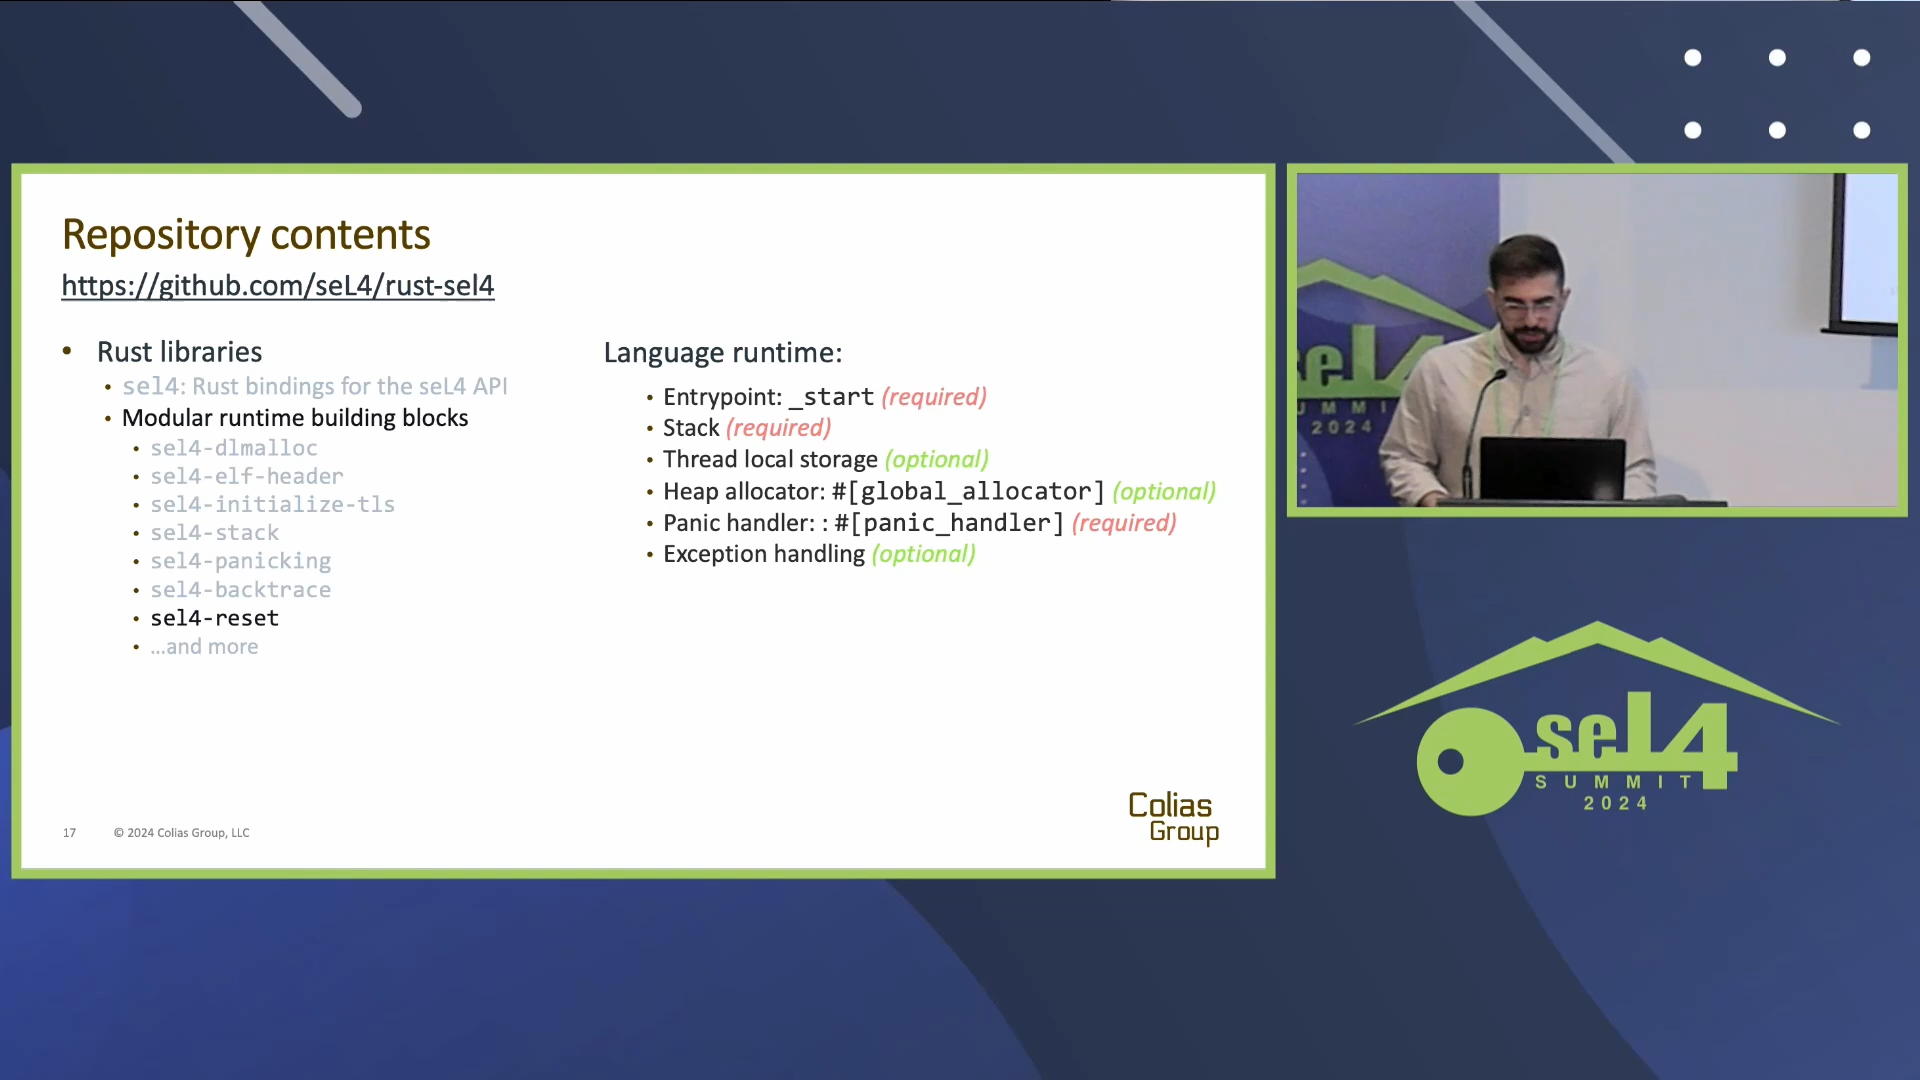 Repository contents
https://github.com/seL4/rust-sel4
• Rust libraries
• sel4: Rust bindings for the seL4 API
• Modular runtime building blocks
• sel4-dlmalloc
• sel4-elf-header
• sel4-initialize-tls
• sel4-stack
• sel4-panicking
• sel4-backtrace
• sel4-reset
• ...and more
Language runtime:
• Entrypoint: _start (required)
• Stack (required)
• Thread local storage (optional)
• Heap allocator: #[global_allocator] (optional)
• Panic handler: : #[panic_handler] (required)
• Exception handling (optional)
17
© 2024 Colias Group, LLC
Colias
Group
sel4
2024
seL4
SUMMIT
2024